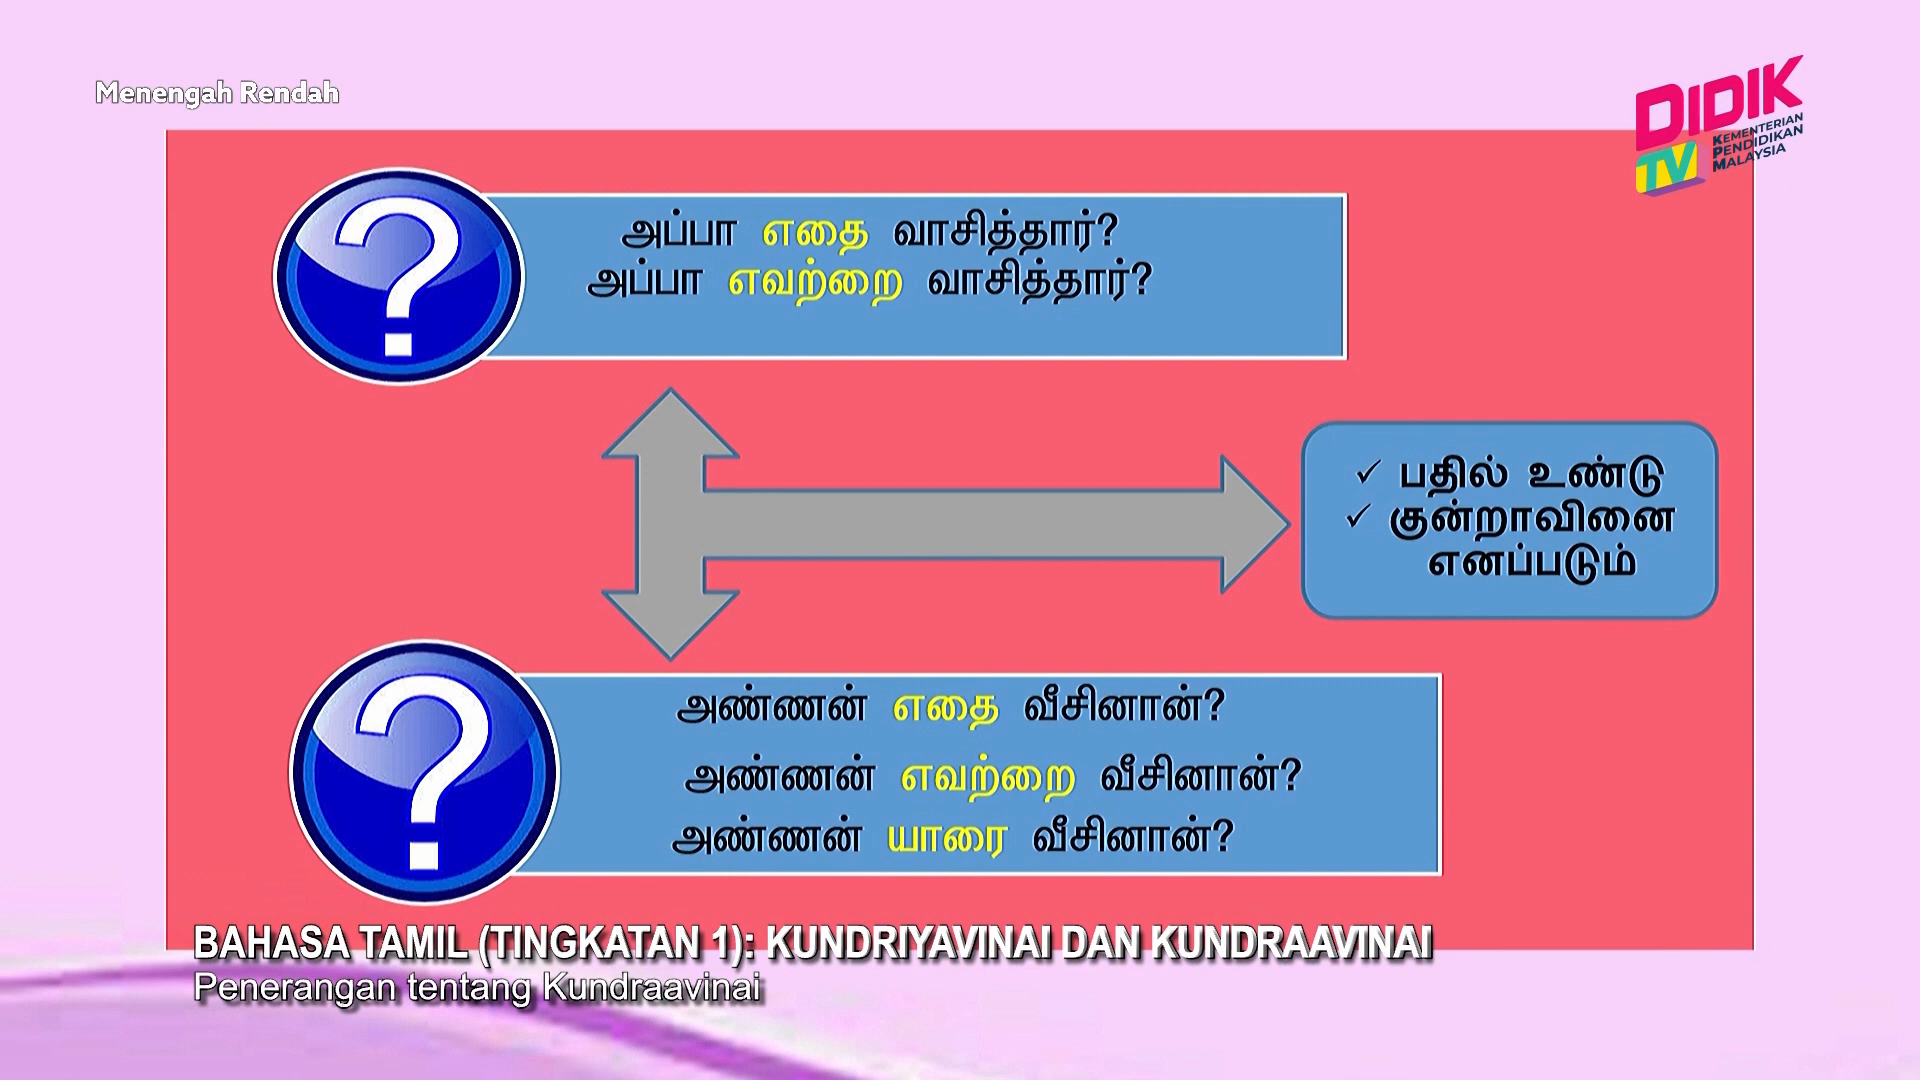 Menengah Rendah
DIDIK
TV
KEMENTERIAN
PENDIDIKAN
MALAYSIA
அப்பா எதை வாசித்தார்?
அப்பா எவற்றை வாசித்தார்?
✓ பதில் உண்டு
✓ குன்றாவினை
எனப்படும்
அண்ணன் எதை வீசினான்?
அண்ணன் எவற்றை வீசினான்?
அண்ணன் யாரை வீசினான்?
BAHASA TAMIL (TINGKATAN 1): KUNDRIYAVINAI DAN KUNDRAAVINAI
Penerangan tentang Kundraavinai